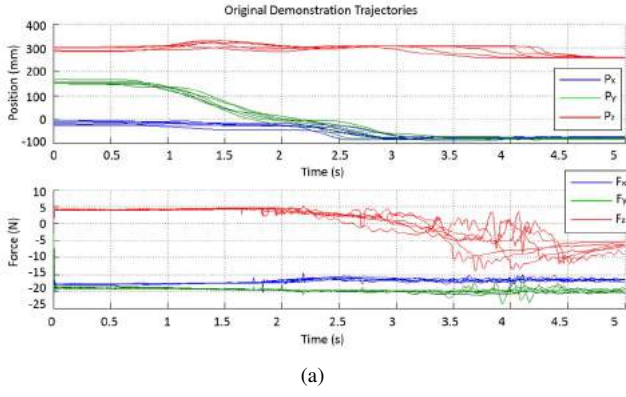 Original Demonstration Trajectories
Position (mm)
400
300
200
100
0
-100
0 0.5 1 1.5 2 2.5 3 3.5 4 4.5 5
Time (s)
Px
Py
Pz
Force (N)
10
5
0
-5
-10
-15
-20
-25
0 0.5 1 1.5 2 2.5 3 3.5 4 4.5 5
Time (s)
Fx
Fy
Fz
(a)